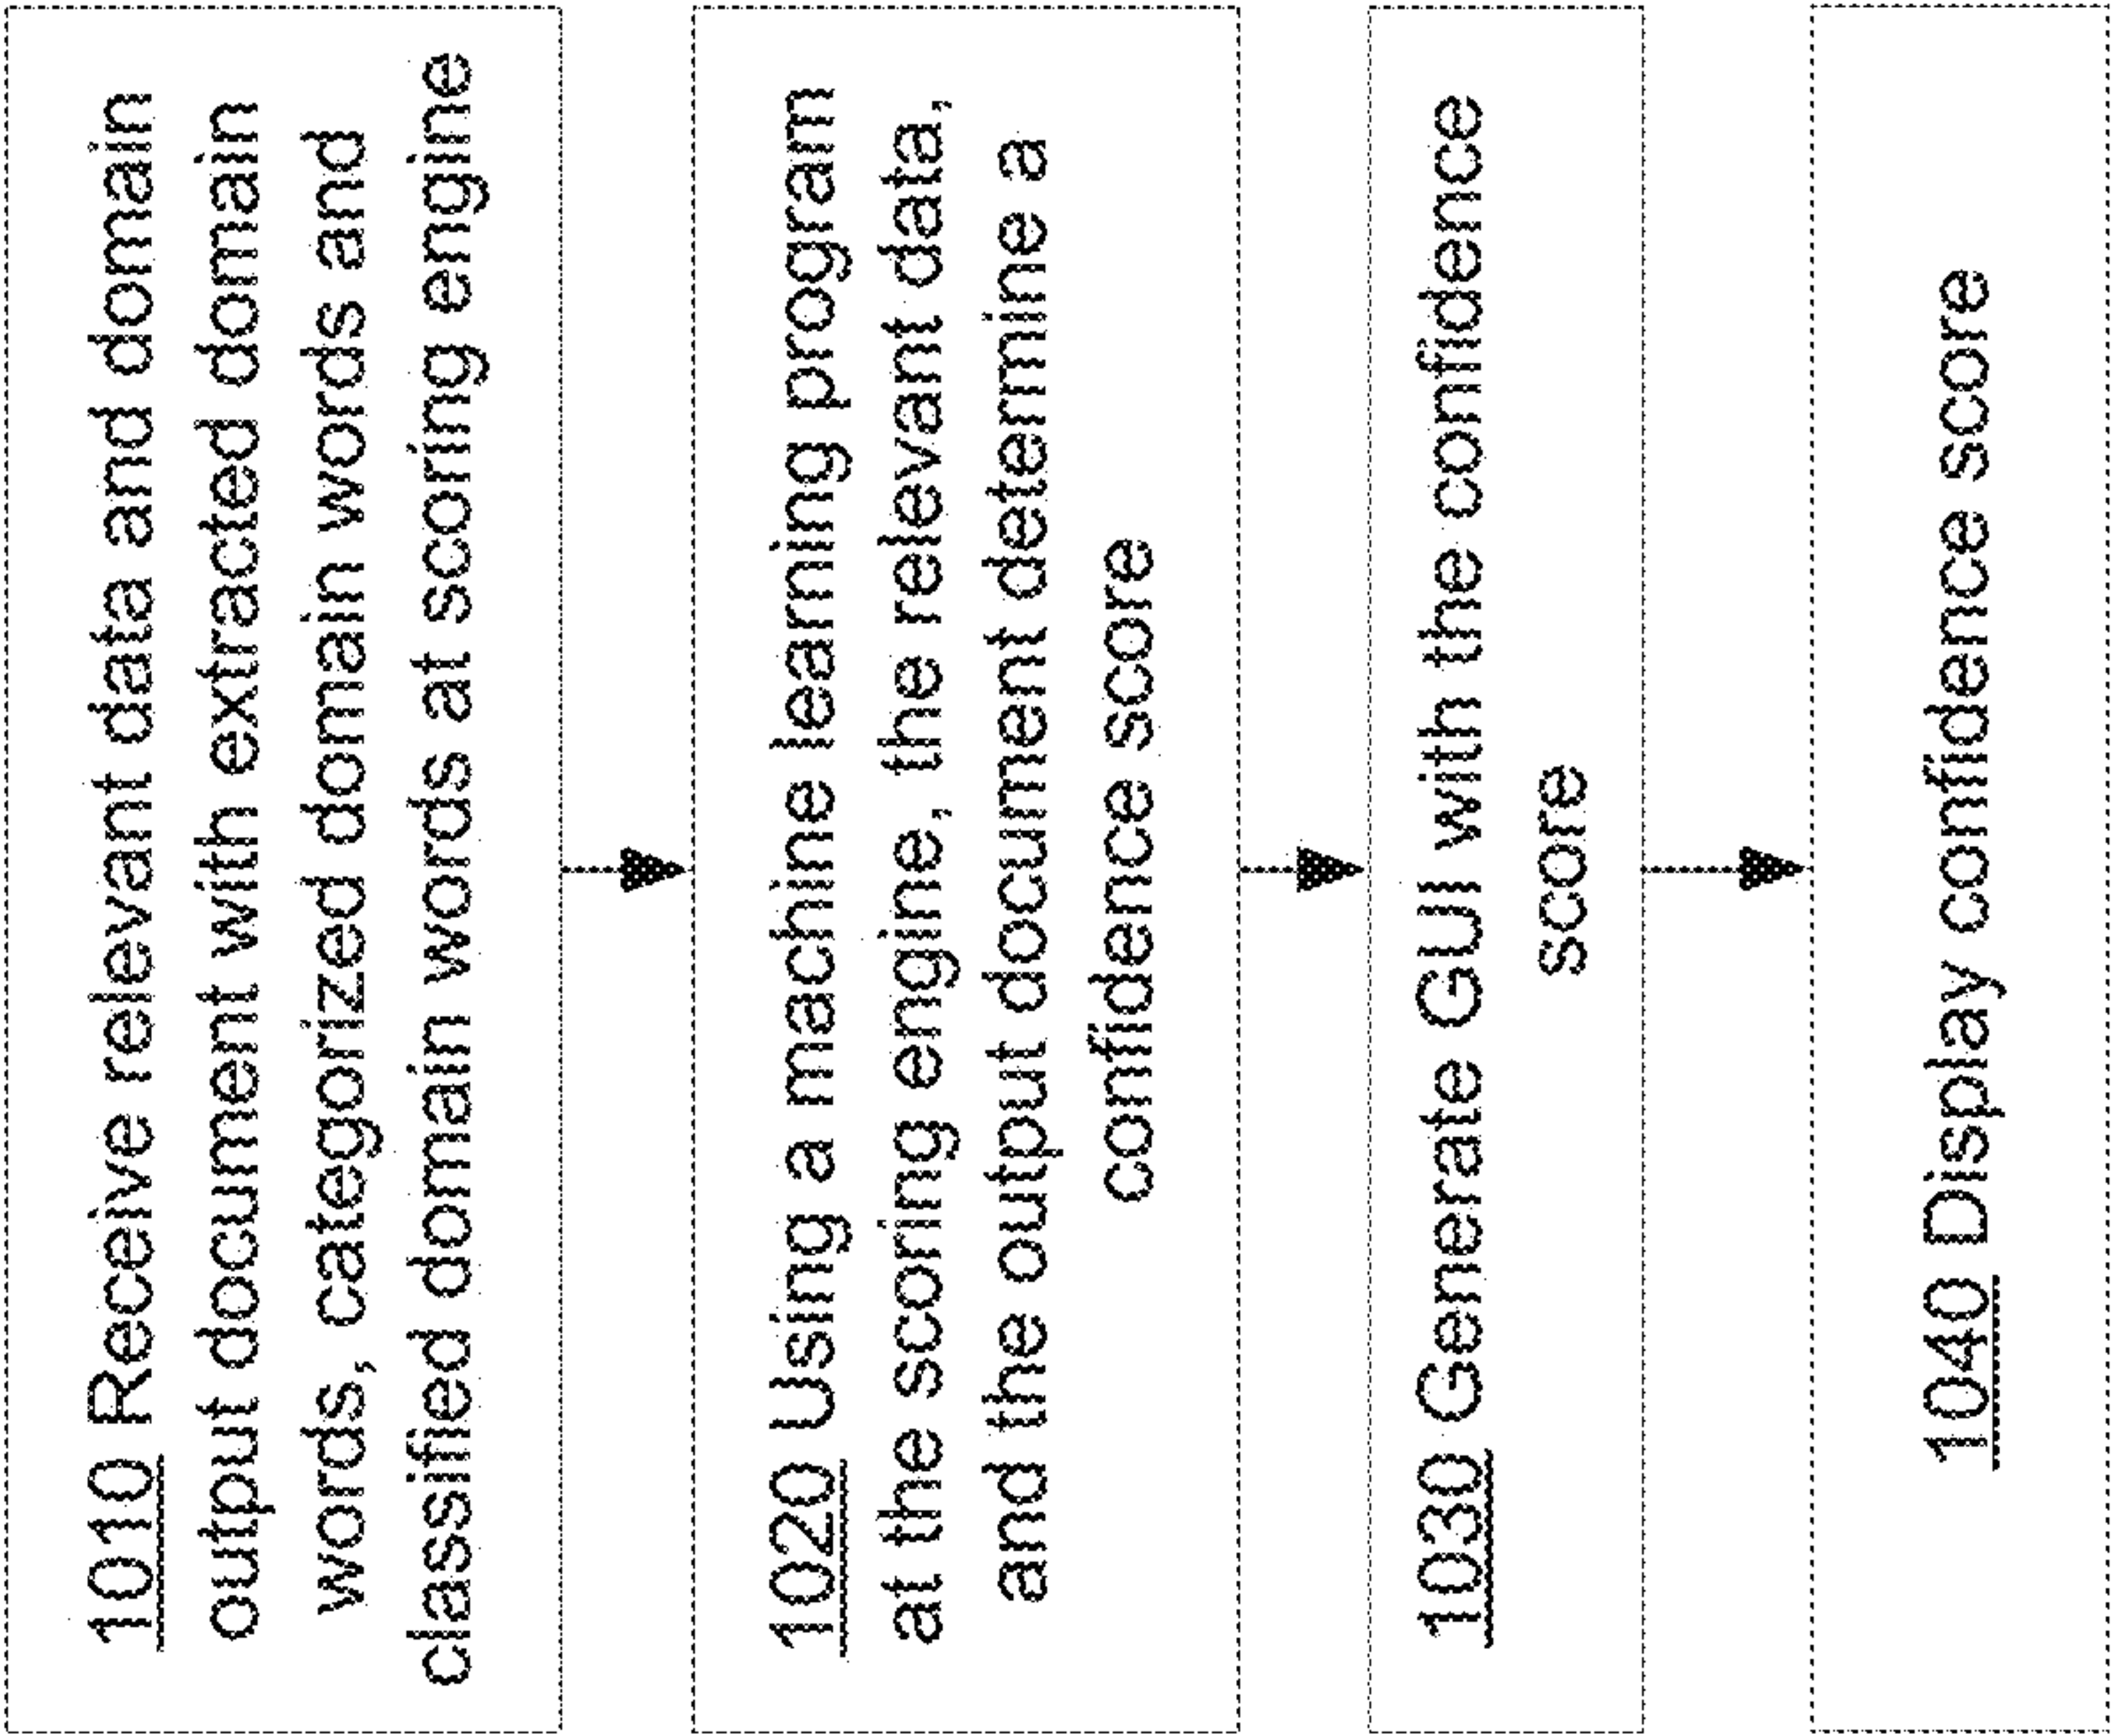 1010 Receive relevant data and domain
output document with extracted domain
words, categorized domain words and
classified domain words at scoring engine
1020 Using a machine learning program
at the scoring engine, the relevant data,
and the output document determine a
confidence score
1030 Generate GUI with the confidence
score
1040 Display confidence score